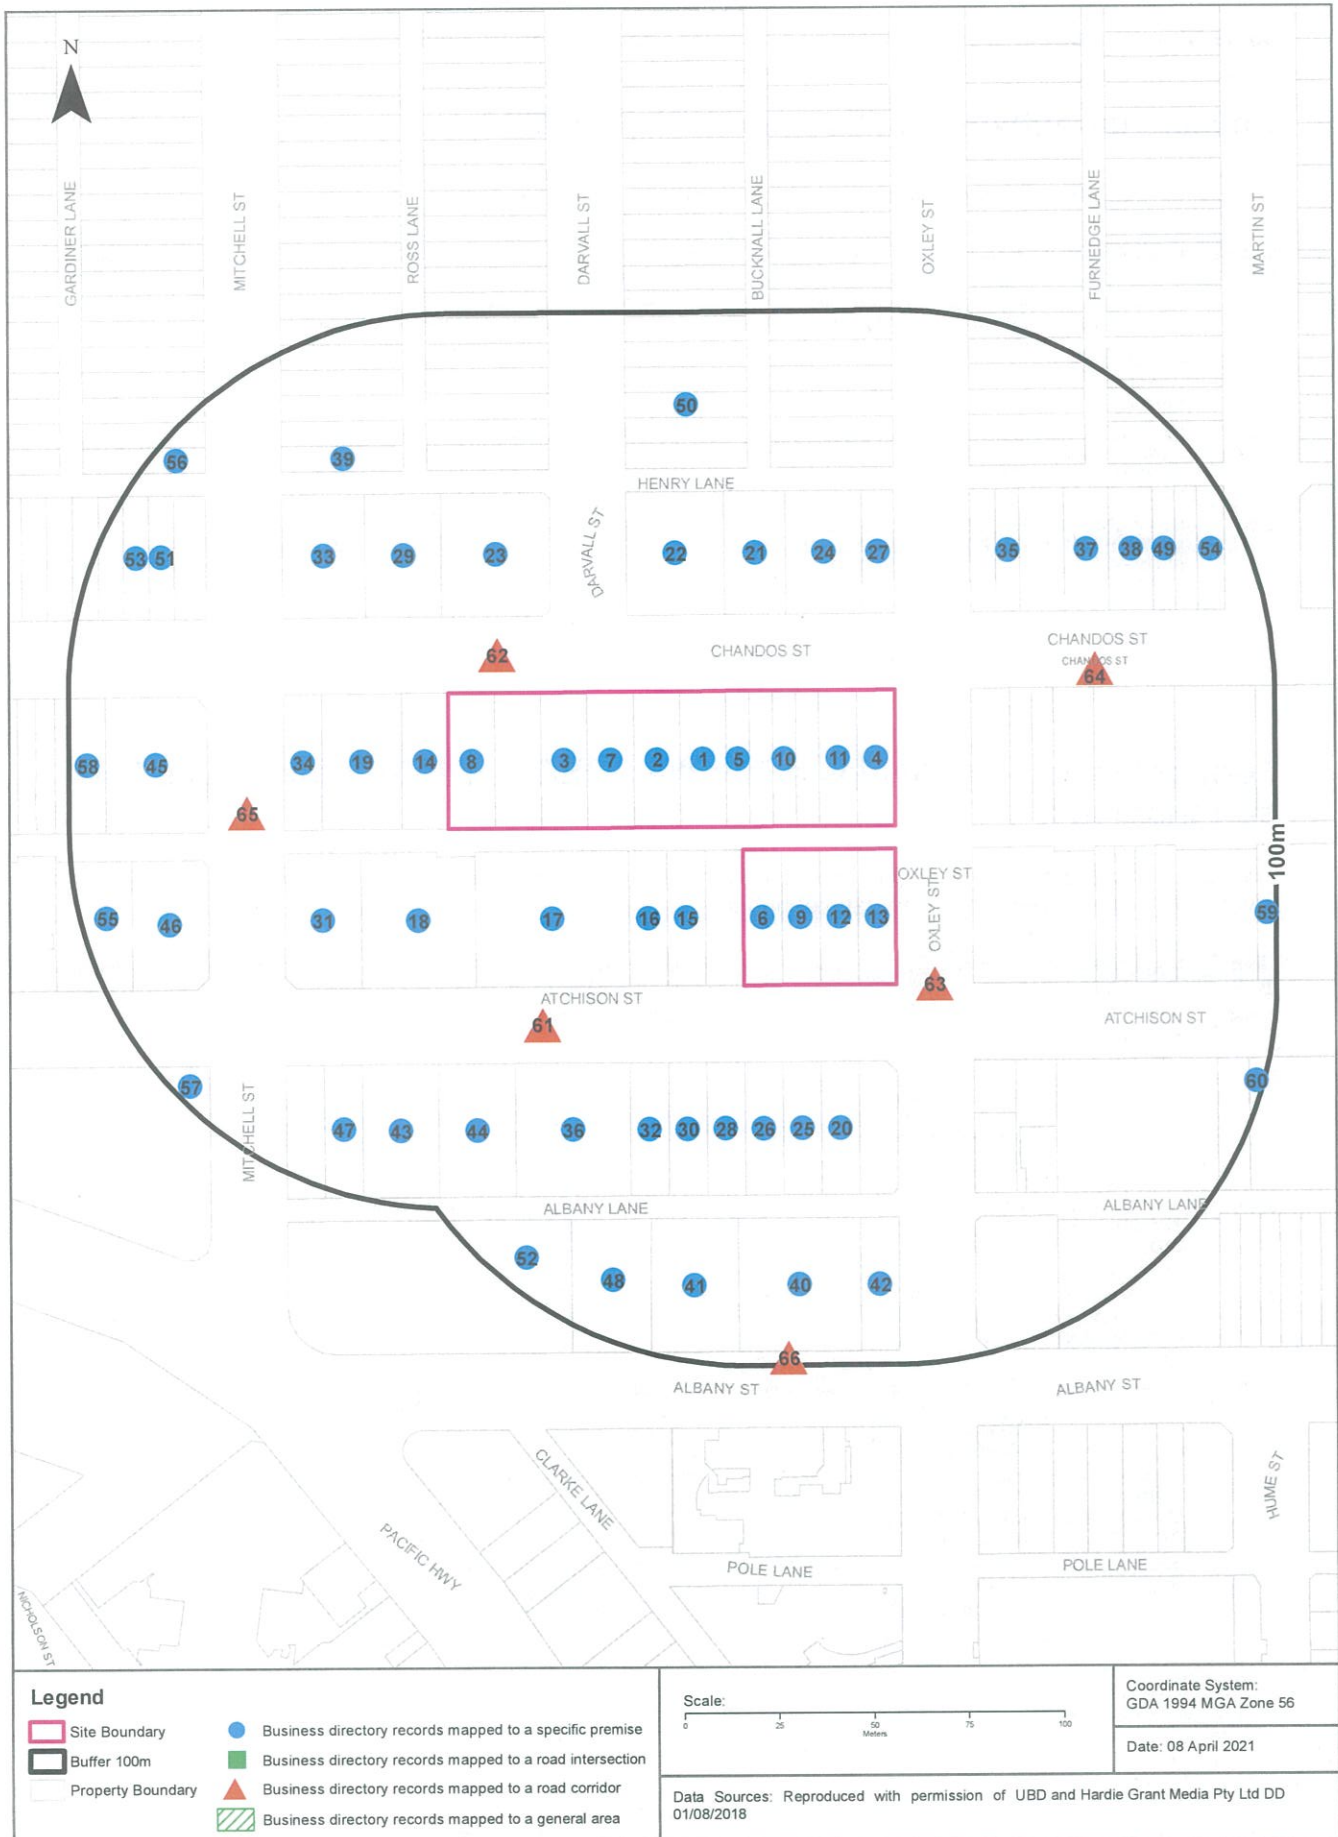 N
GARDINER LANE
MITCHELL ST
ROSS LANE
DARVALL ST
BUCKNALL LANE
OXLEY ST
FURNEDGE LANE
MARTIN ST
50
56
39
HENRY LANE
53
51
33
29
23
DARVALL ST
22
21
24
27
35
37
38
49
54
62
CHANDOS ST
CHANDOS ST
CHANDOS ST
64
58
45
34
19
14
8
3
7
2
1
5
10
11
4
65
100m
OXLEY ST
OXLEY ST
55
46
31
18
17
16
15
6
9
12
13
59
63
ATCHISON ST
61
ATCHISON ST
57
60
MITCHELL ST
47
43
44
36
32
30
28
26
25
20
ALBANY LANE
ALBANY LANE
52
48
41
40
42
66
ALBANY ST
ALBANY ST
CLARKE LANE
PACIFIC HWY
HUME ST
POLE LANE
POLE LANE
NICHOLSON ST
Legend
Site Boundary
Buffer 100m
Property Boundary
Business directory records mapped to a specific premise
Business directory records mapped to a road intersection
Business directory records mapped to a road corridor
Business directory records mapped to a general area
Scale:
0 25 50 75 100
Meters
Coordinate System:
GDA 1994 MGA Zone 56
Date: 08 April 2021
Data Sources: Reproduced with permission of UBD and Hardie Grant Media Pty Ltd DD
01/08/2018